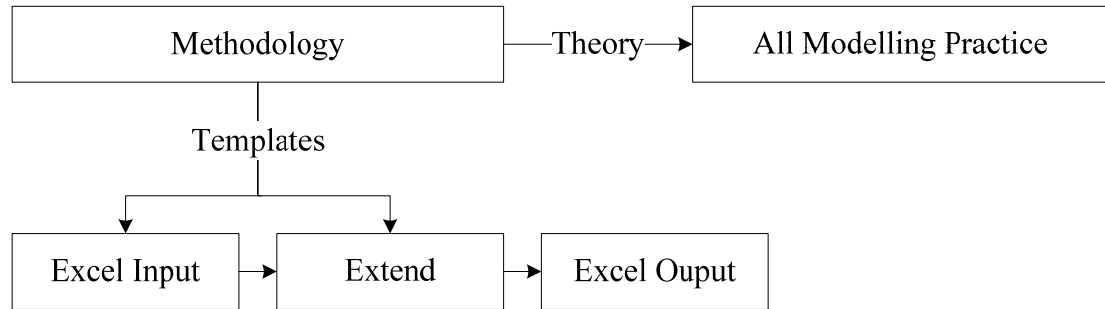 Methodology
Theory
All Modelling Practice
Templates
Excel Input
Extend
Excel Ouput